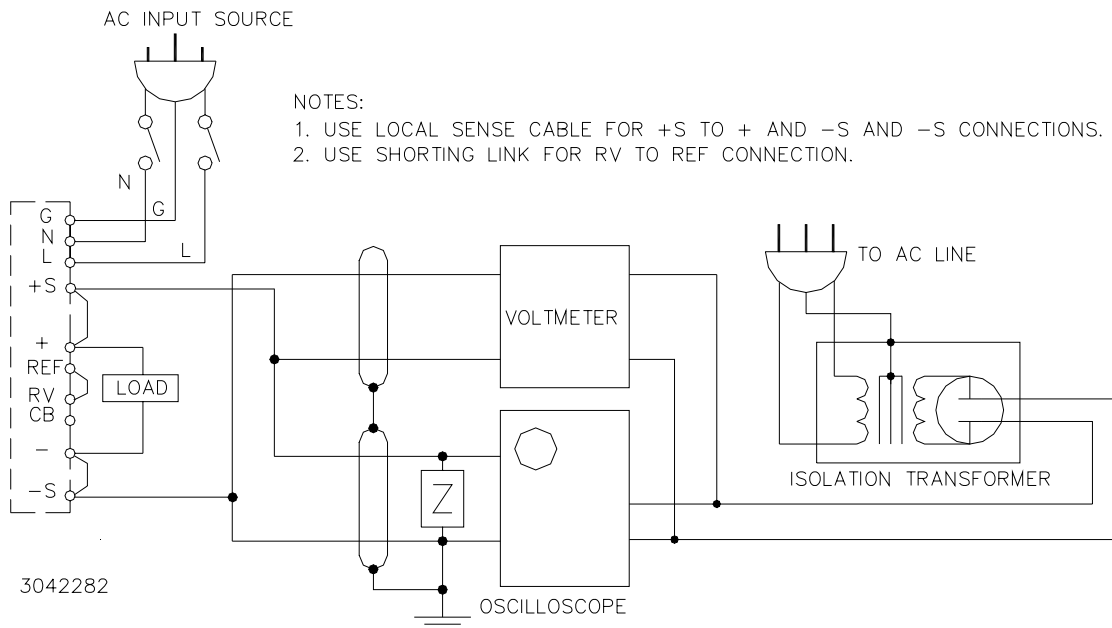 AC INPUT SOURCE
NOTES:
1. USE LOCAL SENSE CABLE FOR +S TO + AND -S AND -S CONNECTIONS.
2. USE SHORTING LINK FOR RV TO REF CONNECTION.
N
G
L
G
N
L
+S
+
REF
RV
CB
-
-S
LOAD
VOLTMETER
TO AC LINE
Z
ISOLATION TRANSFORMER
OSCILLOSCOPE
3042282